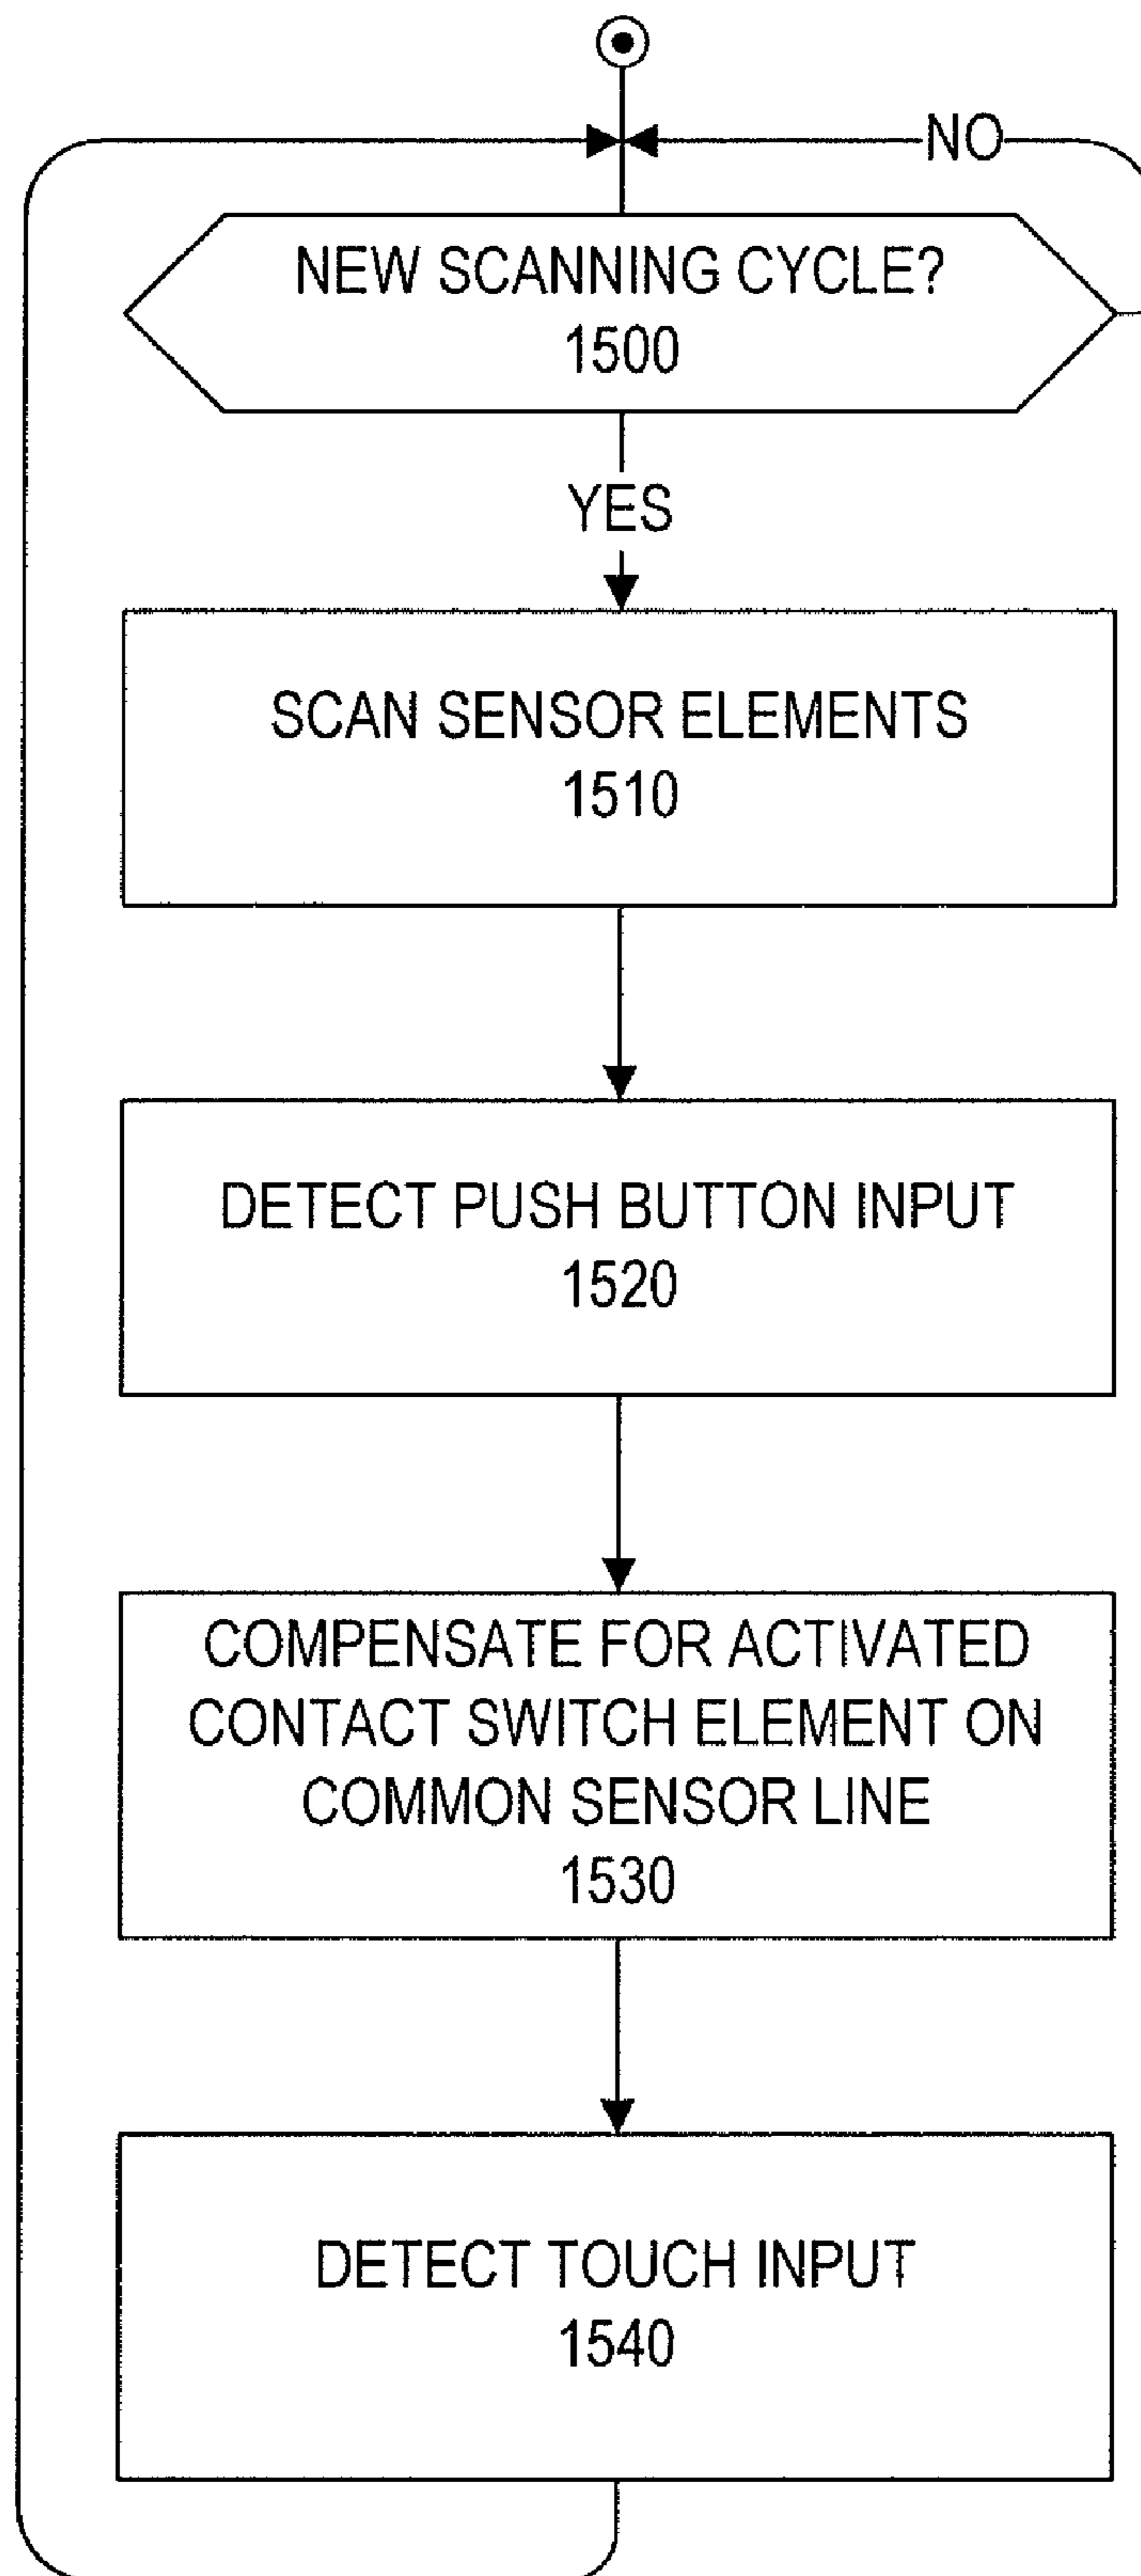 NO
NEW SCANNING CYCLE?
1500
YES
SCAN SENSOR ELEMENTS
1510
DETECT PUSH BUTTON INPUT
1520
COMPENSATE FOR ACTIVATED
CONTACT SWITCH ELEMENT ON
COMMON SENSOR LINE
1530
DETECT TOUCH INPUT
1540